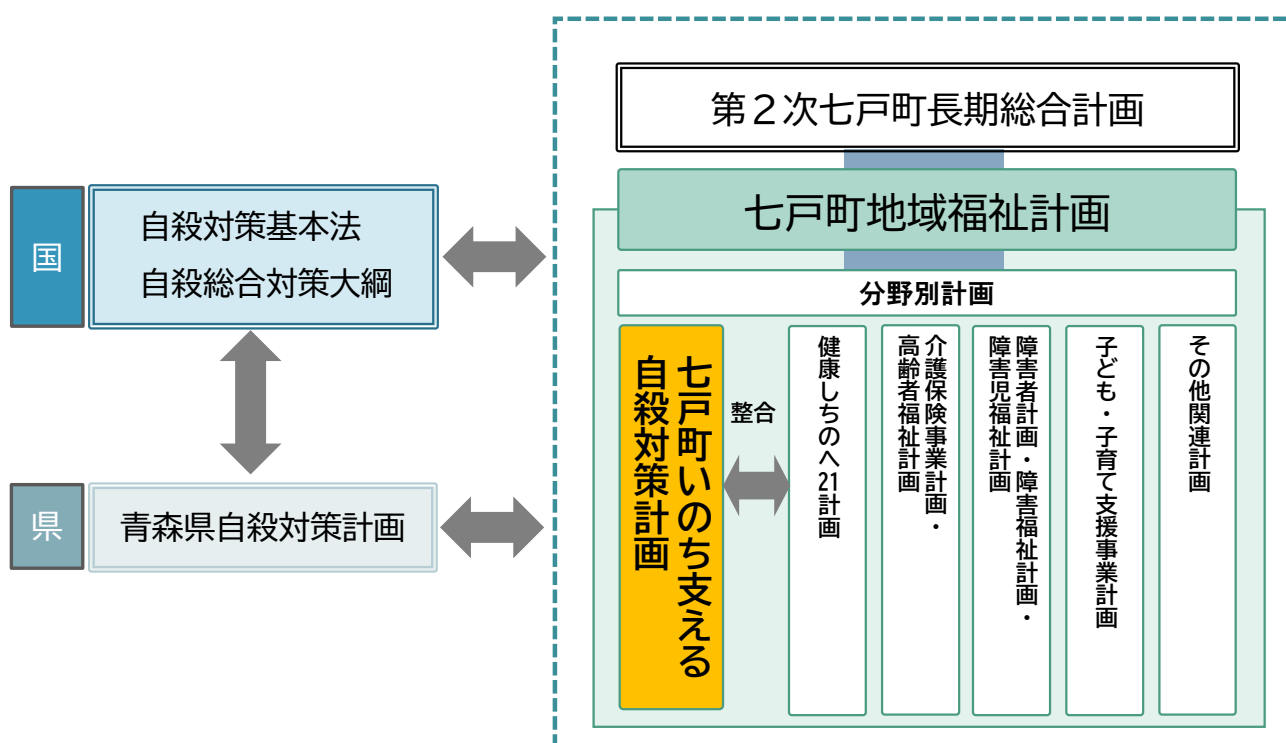 国
自殺対策基本法
自殺総合対策大綱
県
青森県自殺対策計画
第２次七戸町長期総合計画
七戸町地域福祉計画
分野別計画
七戸町いのち支える
自殺対策計画
整合
健康しちのへ21計画
介護保険事業計画・
高齢者福祉計画
障害者計画・障害福祉計画・
障害児福祉計画
子ども・子育て支援事業計画
その他関連計画